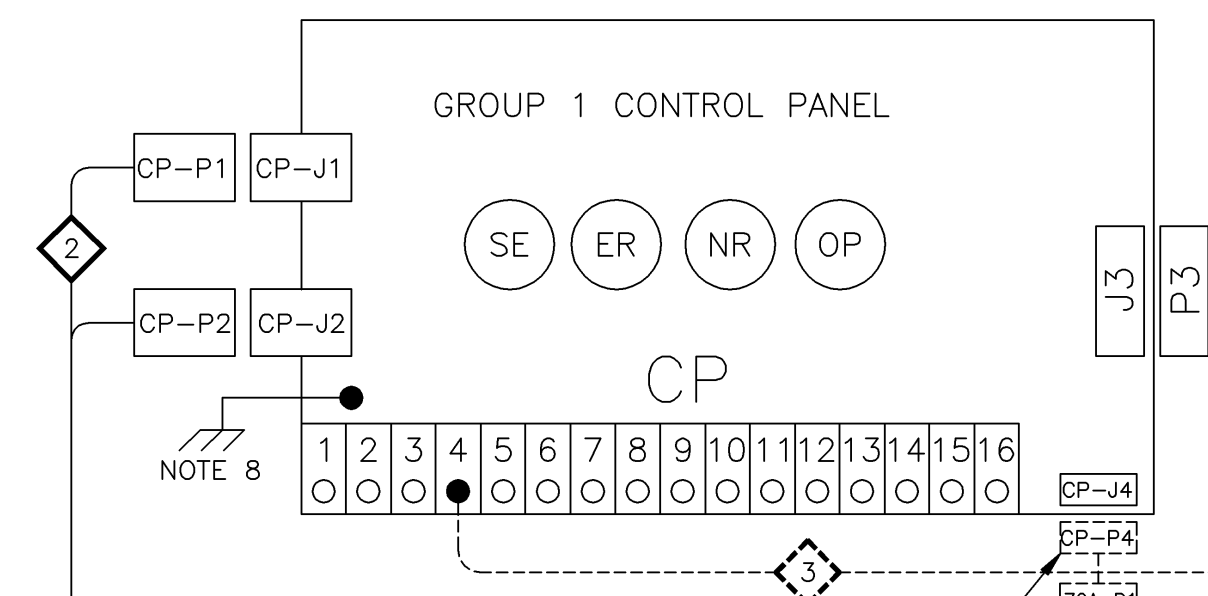 GROUP 1 CONTROL PANEL
CP-P1 CP-J1
2
SE ER NR OP
J3 P3
CP-P2 CP-J2
CP
1 2 3 4 5 6 7 8 9 10 11 12 13 14 15 16
NOTE 8
CP-J4
CP-P4
3